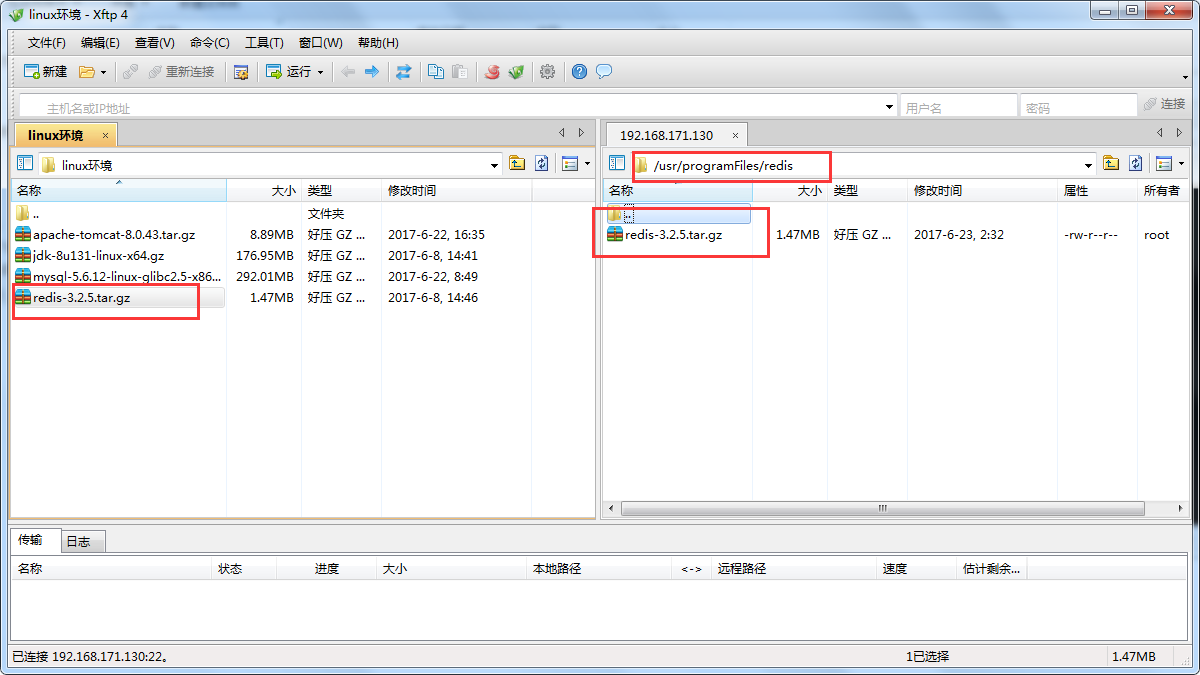 linux环境 - Xftp 4
文件(F) 编辑(E) 查看(V) 命令(C) 工具(T) 窗口(W) 帮助(H)
新建 重新连接 运行
主机名或IP地址 用户名 密码 连接
linux环境
linux环境
名称 大小 类型 修改时间
.. 文件夹
apache-tomcat-8.0.43.tar.gz 8.89MB 好压 GZ ... 2017-6-22, 16:35
jdk-8u131-linux-x64.gz 176.95MB 好压 GZ ... 2017-6-8, 14:41
mysql-5.6.12-linux-glibc2.5-x86... 292.01MB 好压 GZ ... 2017-6-22, 8:49
redis-3.2.5.tar.gz 1.47MB 好压 GZ ... 2017-6-8, 14:46
192.168.171.130
/usr/programFiles/redis
名称 大小 类型 修改时间 属性 所有者
..
redis-3.2.5.tar.gz 1.47MB 好压 GZ ... 2017-6-23, 2:32 -rw-r--r-- root
传输 日志
名称 状态 进度 大小 本地路径 <-> 远程路径 速度 估计剩余...
已连接 192.168.171.130:22。 1已选择 1.47MB